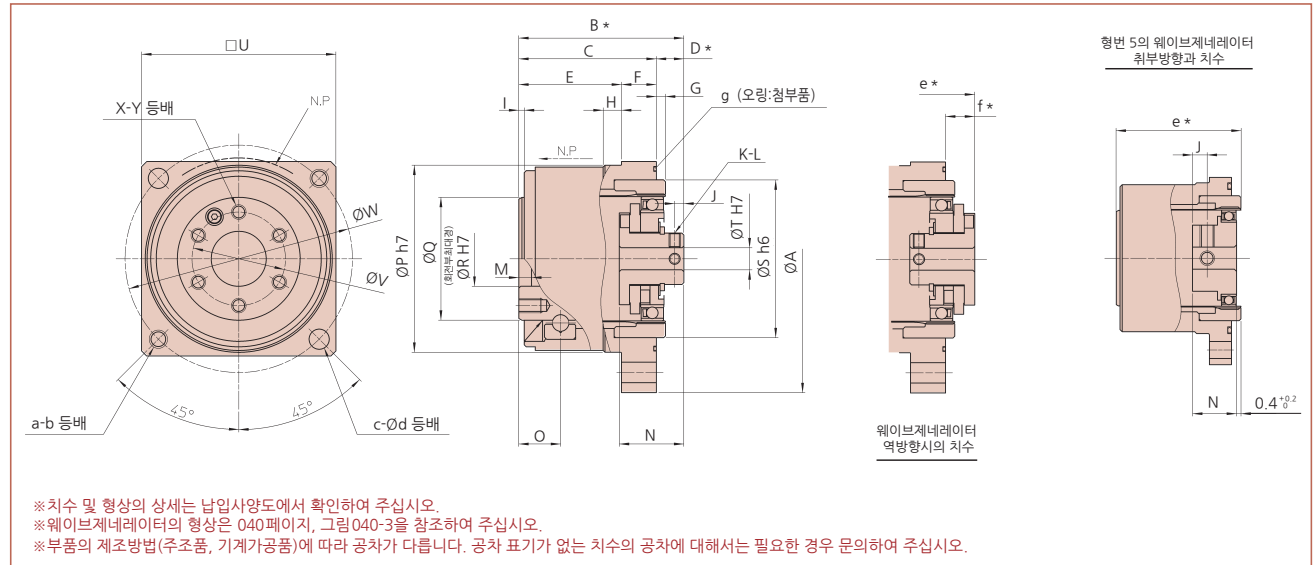 □U
X-Y 등배
N.P
ØW
ØV
45°
45°
a-b 등배
c-Ød 등배
B *
C
D *
E
F
G
H
I
g (오링:첨부품)
N.P
K-L
J
ØP h7
ØQ
(회전부최대경)
ØR H7
M
ØT H7
ØS h6
ØA
O
N
e *
f *
웨이브제네레이터
역방향시의 치수
형번 5의 웨이브제네레이터
취부방향과 치수
e *
J
N
0.4 +0.2 0
※치수 및 형상의 상세는 납입사양도에서 확인하여 주십시오.
※웨이브제네레이터의 형상은 040페이지, 그림040-3을 참조하여 주십시오.
※부품의 제조방법(주조품, 기계가공품)에 따라 공차가 다릅니다. 공차 표기가 없는 치수의 공차에 대해서는 필요한 경우 문의하여 주십시오.